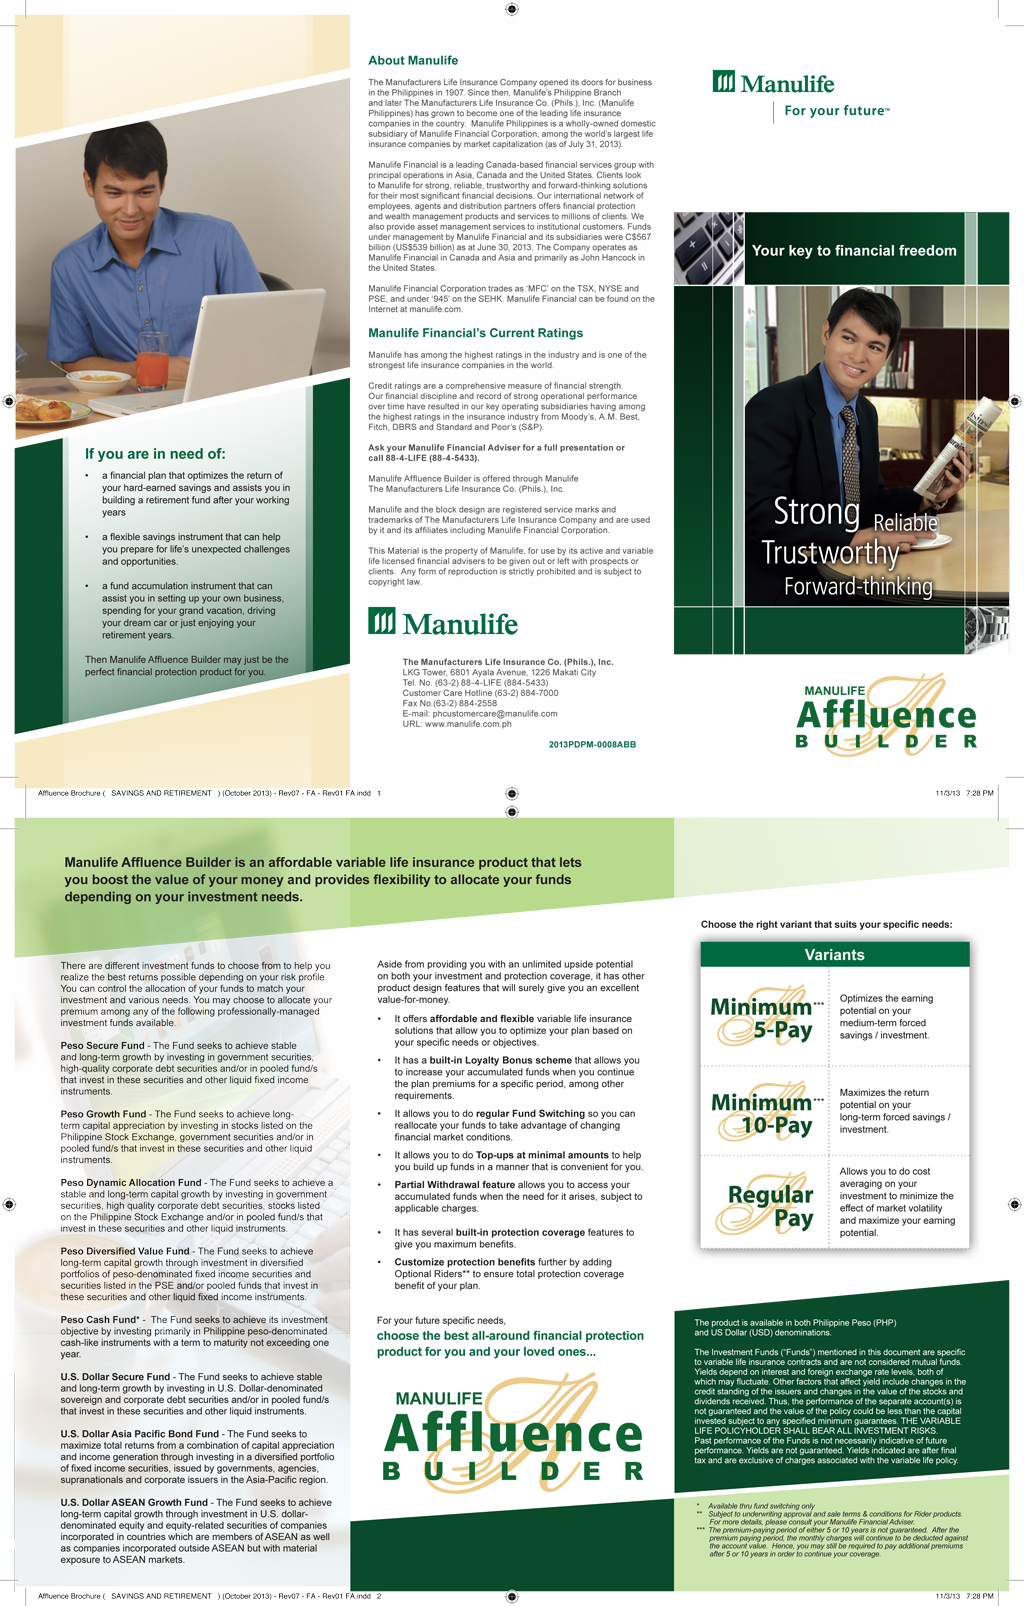 If you are in need of:
• a financial plan that optimizes the return of
your hard-earned savings and assists you in
building a retirement fund after your working
years
• a flexible savings instrument that can help
you prepare for life's unexpected challenges
and opportunities.
• a fund accumulation instrument that can
assist you in setting up your own business,
spending for your grand vacation, driving
your dream car or just enjoying your
retirement years.
Then Manulife Affluence Builder may just be the
perfect financial protection product for you.
About Manulife
The Manufacturers Life Insurance Company opened its doors for business
in the Philippines in 1907. Since then, Manulife's Philippine Branch
and later The Manufacturers Life Insurance Co. (Phils.), Inc. (Manulife
Philippines) has grown to become one of the leading life insurance
companies in the country. Manulife Philippines is a wholly-owned domestic
subsidiary of Manulife Financial Corporation, among the world's largest life
insurance companies by market capitalization (as of July 31, 2013).
Manulife Financial is a leading Canada-based financial services group with
principal operations in Asia, Canada and the United States. Clients look
to Manulife for strong, reliable, trustworthy and forward-thinking solutions
for their most significant financial decisions. Our international network of
employees, agents and distribution partners offers financial protection
and wealth management products and services to millions of clients. We
also provide asset management services to institutional customers. Funds
under management by Manulife Financial and its subsidiaries were C$567
billion (US$539 billion) as at June 30, 2013. The Company operates as
Manulife Financial in Canada and Asia and primarily as John Hancock in
the United States.
Manulife Financial Corporation trades as 'MFC' on the TSX, NYSE and
PSE, and under '945' on the SEHK. Manulife Financial can be found on the
Internet at manulife.com.
Manulife Financial's Current Ratings
Manulife has among the highest ratings in the industry and is one of the
strongest life insurance companies in the world.
Credit ratings are a comprehensive measure of financial strength.
Our financial discipline and record of strong operational performance
over time have resulted in our key operating subsidiaries having among
the highest ratings in the insurance industry from Moody's, A.M. Best,
Fitch, DBRS and Standard and Poor's (S&P).
Ask your Manulife Financial Adviser for a full presentation or
call 88-4-LIFE (88-4-5433).
Manulife Affluence Builder is offered through Manulife
The Manufacturers Life Insurance Co. (Phils.), Inc.
Manulife and the block design are registered service marks and
trademarks of The Manufacturers Life Insurance Company and are used
by it and its affiliates including Manulife Financial Corporation.
This Material is the property of Manulife, for use by its active and variable
life licensed financial advisers to be given out or left with prospects or
clients. Any form of reproduction is strictly prohibited and is subject to
copyright law.
Manulife
The Manufacturers Life Insurance Co. (Phils.), Inc.
LKG Tower, 6801 Ayala Avenue, 1226 Makati City
Tel. No. (63-2) 88-4-LIFE (884-5433)
Customer Care Hotline (63-2) 884-7000
Fax No.(63-2) 884-2558
E-mail: phcustomercare@manulife.com
URL: www.manulife.com.ph
2013PDPM-0008ABB
Manulife
For your future™
Your key to financial freedom
Strong Reliable
Trustworthy
Forward-thinking
MANULIFE
Affluence
BUILDER
Affluence Brochure ( SAVINGS AND RETIREMENT ) (October 2013) - Rev07 - FA - Rev01 FA.indd 1
11/3/13 7:28 PM
Manulife Affluence Builder is an affordable variable life insurance product that lets
you boost the value of your money and provides flexibility to allocate your funds
depending on your investment needs.
There are different investment funds to choose from to help you
realize the best returns possible depending on your risk profile.
You can control the allocation of your funds to match your
investment and various needs. You may choose to allocate your
premium among any of the following professionally-managed
investment funds available.
Peso Secure Fund - The Fund seeks to achieve stable
and long-term growth by investing in government securities,
high-quality corporate debt securities and/or in pooled fund/s
that invest in these securities and other liquid fixed income
instruments.
Peso Growth Fund - The Fund seeks to achieve long-
term capital appreciation by investing in stocks listed on the
Philippine Stock Exchange, government securities and/or in
pooled fund/s that invest in these securities and other liquid
instruments.
Peso Dynamic Allocation Fund - The Fund seeks to achieve a
stable and long-term capital growth by investing in government
securities, high quality corporate debt securities, stocks listed
on the Philippine Stock Exchange and/or in pooled fund/s that
invest in these securities and other liquid instruments.
Peso Diversified Value Fund - The Fund seeks to achieve
long-term capital growth through investment in diversified
portfolios of peso-denominated fixed income securities and
securities listed in the PSE and/or pooled funds that invest in
these securities and other liquid fixed income instruments.
Peso Cash Fund* - The Fund seeks to achieve its investment
objective by investing primarily in Philippine peso-denominated
cash-like instruments with a term to maturity not exceeding one
year.
U.S. Dollar Secure Fund - The Fund seeks to achieve stable
and long-term growth by investing in U.S. Dollar-denominated
sovereign and corporate debt securities and/or in pooled fund/s
that invest in these securities and other liquid instruments.
U.S. Dollar Asia Pacific Bond Fund - The Fund seeks to
maximize total returns from a combination of capital appreciation
and income generation through investing in a diversified portfolio
of fixed income securities, issued by governments, agencies,
supranationals and corporate issuers in the Asia-Pacific region.
U.S. Dollar ASEAN Growth Fund - The Fund seeks to achieve
long-term capital growth through investment in U.S. dollar-
denominated equity and equity-related securities of companies
incorporated in countries which are members of ASEAN as well
as companies incorporated outside ASEAN but with material
exposure to ASEAN markets.
Aside from providing you with an unlimited upside potential
on both your investment and protection coverage, it has other
product design features that will surely give you an excellent
value-for-money.
• It offers affordable and flexible variable life insurance
solutions that allow you to optimize your plan based on
your specific needs or objectives.
• It has a built-in Loyalty Bonus scheme that allows you
to increase your accumulated funds when you continue
the plan premiums for a specific period, among other
requirements.
• It allows you to do regular Fund Switching so you can
reallocate your funds to take advantage of changing
financial market conditions.
• It allows you to do Top-ups at minimal amounts to help
you build up funds in a manner that is convenient for you.
• Partial Withdrawal feature allows you to access your
accumulated funds when the need for it arises, subject to
applicable charges.
• It has several built-in protection coverage features to
give you maximum benefits.
• Customize protection benefits further by adding
Optional Riders** to ensure total protection coverage
benefit of your plan.
For your future specific needs,
choose the best all-around financial protection
product for you and your loved ones...
MANULIFE
Affluence
BUILDER
Choose the right variant that suits your specific needs:
Variants
Minimum***
5-Pay
Optimizes the earning
potential on your
medium-term forced
savings / investment.
Minimum***
10-Pay
Maximizes the return
potential on your
long-term forced savings /
investment.
Regular
Pay
Allows you to do cost
averaging on your
investment to minimize the
effect of market volatility
and maximize your earning
potential.
The product is available in both Philippine Peso (PHP)
and US Dollar (USD) denominations.
The Investment Funds ("Funds") mentioned in this document are specific
to variable life insurance contracts and are not considered mutual funds.
Yields depend on interest and foreign exchange rate levels, both of
which may fluctuate. Other factors that affect yield include changes in the
credit standing of the issuers and changes in the value of the stocks and
dividends received. Thus, the performance of the separate account(s) is
not guaranteed and the value of the policy could be less than the capital
invested subject to any specified minimum guarantees. THE VARIABLE
LIFE POLICYHOLDER SHALL BEAR ALL INVESTMENT RISKS.
Past performance of the Funds is not necessarily indicative of future
performance. Yields are not guaranteed. Yields indicated are after final
tax and are exclusive of charges associated with the variable life policy.
* Available thru fund switching only
** Subject to underwriting approval and sale terms & conditions for Rider products.
For more details, please consult your Manulife Financial Adviser.
*** The premium-paying period of either 5 or 10 years is not guaranteed. After the
premium paying period, the monthly charges will continue to be deducted against
the account value. Hence, you may still be required to pay additional premiums
after 5 or 10 years in order to continue your coverage.
Affluence Brochure ( SAVINGS AND RETIREMENT ) (October 2013) - Rev07 - FA - Rev01 FA.indd 2
11/3/13 7:28 PM